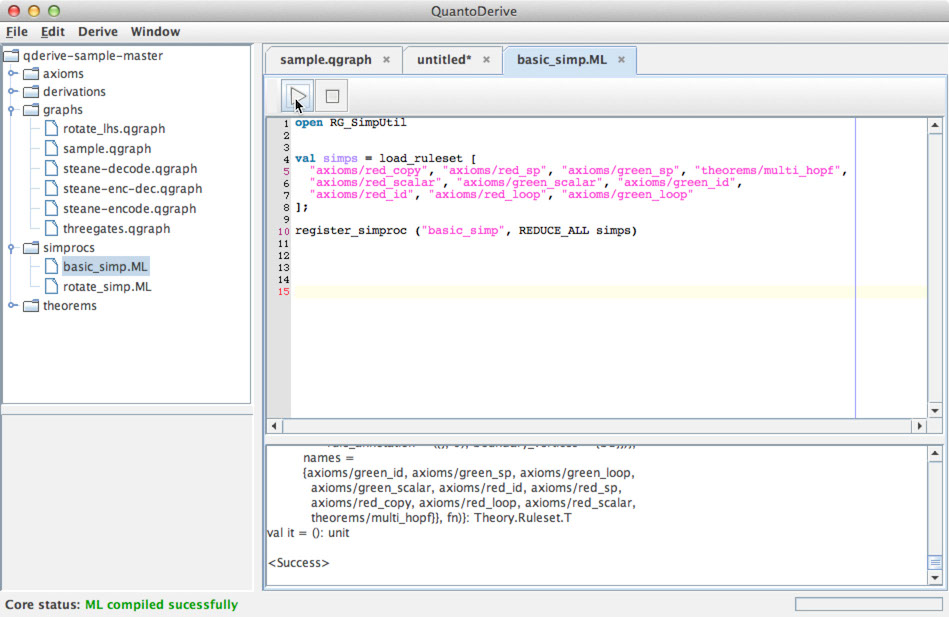 QuantoDerive
File Edit Derive Window
qderive-sample-master
axioms
derivations
graphs
rotate_lhs.qgraph
sample.qgraph
steane-decode.qgraph
steane-enc-dec.qgraph
steane-encode.qgraph
threegates.qgraph
simprocs
basic_simp.ML
rotate_simp.ML
theorems
sample.qgraph × untitled* × basic_simp.ML ×
1 open RG_SimpUtil
2
3
4 val simps = load_ruleset [
5 "axioms/red_copy", "axioms/red_sp", "axioms/green_sp", "theorems/multi_hopf",
6 "axioms/red_scalar", "axioms/green_scalar", "axioms/green_id",
7 "axioms/red_id", "axioms/red_loop", "axioms/green_loop"
8 ];
9
10 register_simproc ("basic_simp", REDUCE_ALL simps)
11
12
13
14
15
names =
{axioms/green_id, axioms/green_sp, axioms/green_loop,
axioms/green_scalar, axioms/red_id, axioms/red_sp,
axioms/red_copy, axioms/red_loop, axioms/red_scalar,
theorems/multi_hopf}}, fn)}: Theory.Ruleset.T
val it = (): unit
<Success>
Core status: ML compiled sucessfully